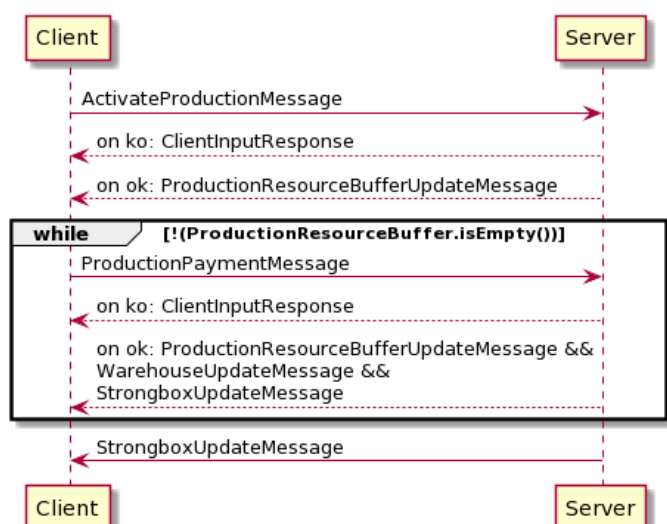 Client
Server
ActivateProductionMessage
on ko: ClientInputResponse
on ok: ProductionResourceBufferUpdateMessage
while
[!(ProductionResourceBuffer.isEmpty())]
ProductionPaymentMessage
on ko: ClientInputResponse
on ok: ProductionResourceBufferUpdateMessage &&
WarehouseUpdateMessage &&
StrongboxUpdateMessage
StrongboxUpdateMessage
Client
Server